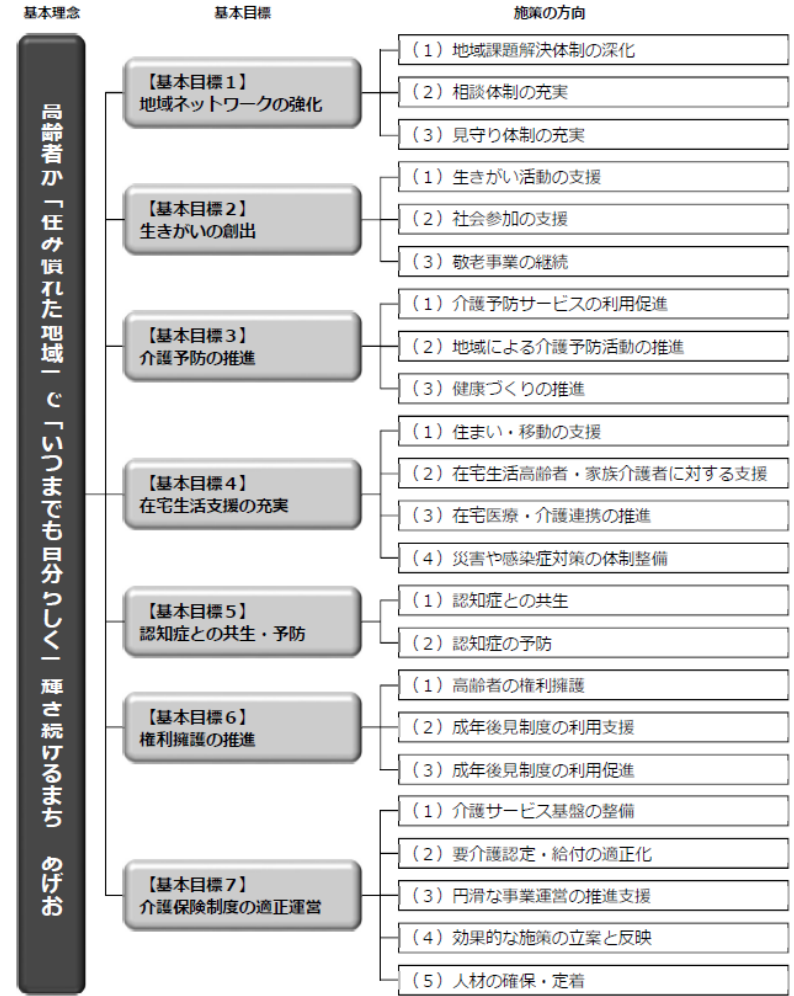 基本理念
基本目標
施策の方向
高齢者が「住み慣れた地域」で「いつまでも自分らしく」輝き続けるまち あげお
【基本目標1】
地域ネットワークの強化
(1)地域課題解決体制の深化
(2)相談体制の充実
(3)見守り体制の充実
【基本目標2】
生きがいの創出
(1)生きがい活動の支援
(2)社会参加の支援
(3)敬老事業の継続
【基本目標3】
介護予防の推進
(1)介護予防サービスの利用促進
(2)地域による介護予防活動の推進
(3)健康づくりの推進
【基本目標4】
在宅生活支援の充実
(1)住まい・移動の支援
(2)在宅生活高齢者・家族介護者に対する支援
(3)在宅医療・介護連携の推進
(4)災害や感染症対策の体制整備
【基本目標5】
認知症との共生・予防
(1)認知症との共生
(2)認知症の予防
【基本目標6】
権利擁護の推進
(1)高齢者の権利擁護
(2)成年後見制度の利用支援
(3)成年後見制度の利用促進
【基本目標7】
介護保険制度の適正運営
(1)介護サービス基盤の整備
(2)要介護認定・給付の適正化
(3)円滑な事業運営の推進支援
(4)効果的な施策の立案と反映
(5)人材の確保・定着